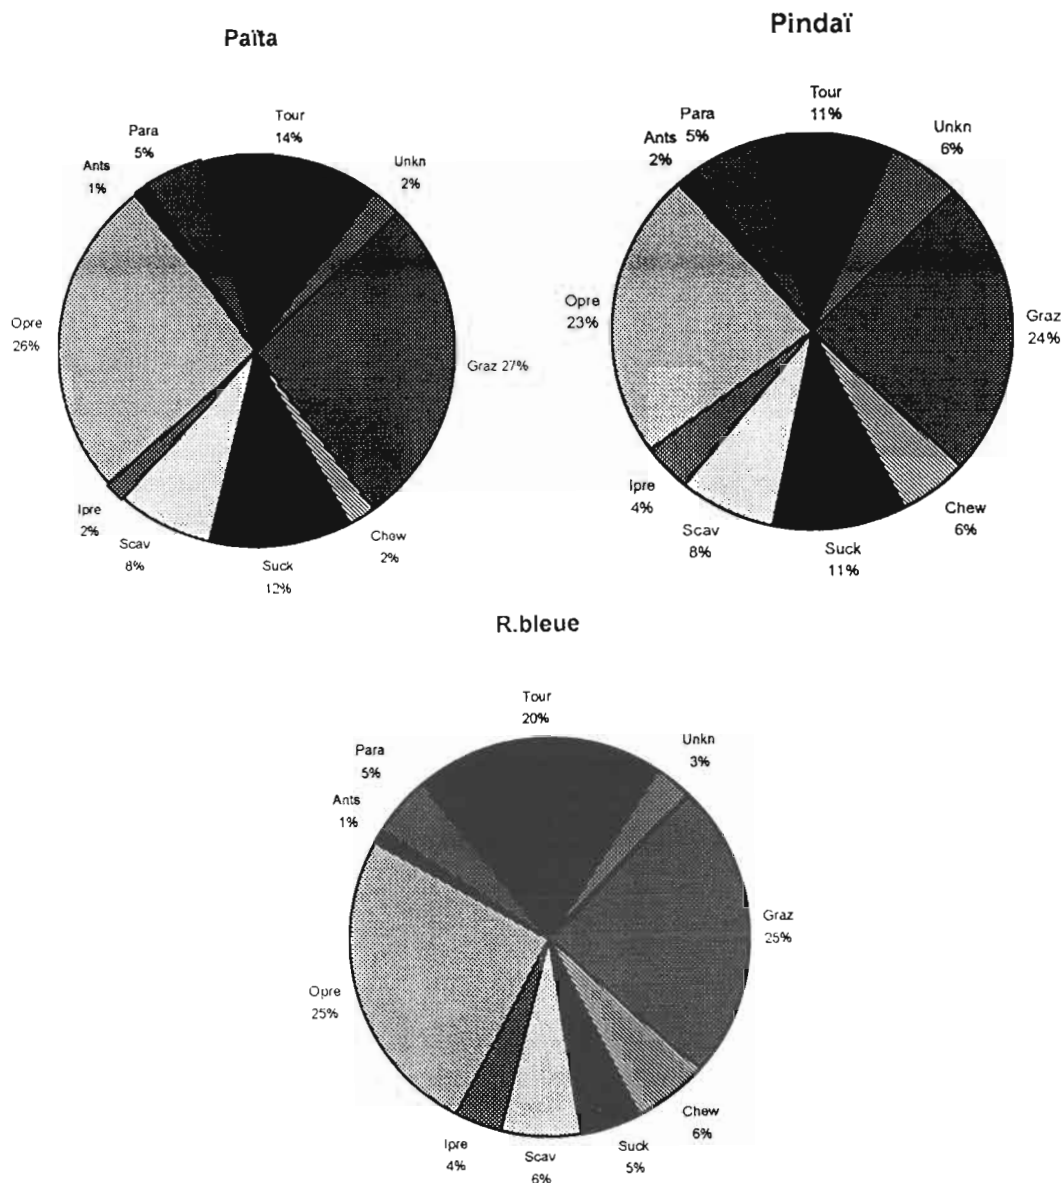 Païta
Tour
14%
Unkn
2%
Graz 27%
Chew
2%
Suck
12%
Scav
8%
Ipre
2%
Opre
26%
Ants
1%
Para
5%
Pindaï
Tour
11%
Unkn
6%
Graz
24%
Chew
6%
Suck
11%
Scav
8%
Ipre
4%
Opre
23%
Ants
2%
Para
5%
R.bleue
Tour
20%
Unkn
3%
Graz
25%
Chew
6%
Suck
5%
Scav
6%
Ipre
4%
Opre
25%
Ants
1%
Para
5%